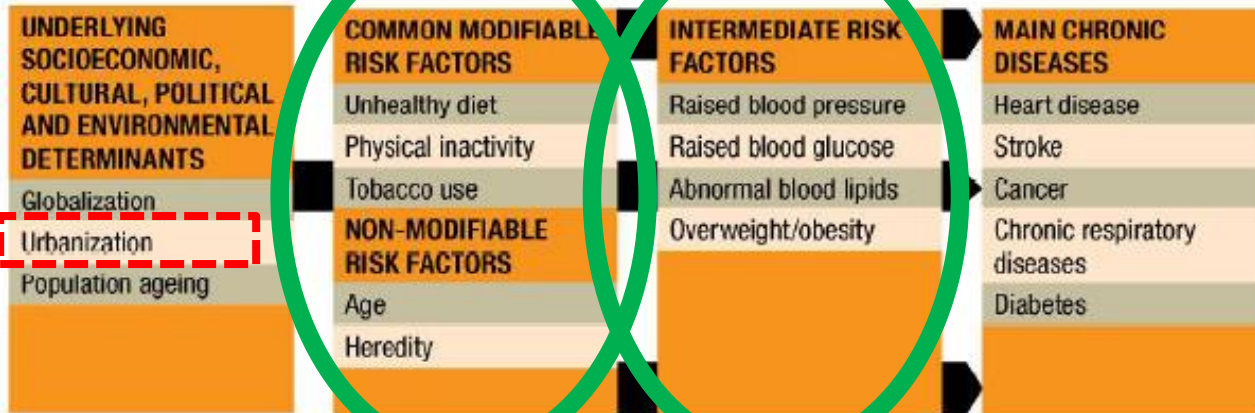 UNDERLYING
SOCIOECONOMIC,
CULTURAL, POLITICAL
AND ENVIRONMENTAL
DETERMINANTS
Globalization
Urbanization
Population ageing
COMMON MODIFIABLE
RISK FACTORS
Unhealthy diet
Physical inactivity
Tobacco use
NON-MODIFIABLE
RISK FACTORS
Age
Heredity
INTERMEDIATE RISK
FACTORS
Raised blood pressure
Raised blood glucose
Abnormal blood lipids
Overweight/obesity
MAIN CHRONIC
DISEASES
Heart disease
Stroke
Cancer
Chronic respiratory
diseases
Diabetes